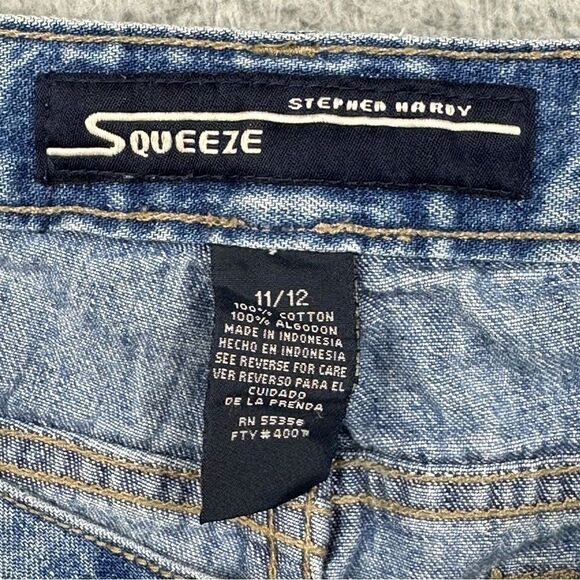 STEPHEN HARDY
SQUEEZE
11/12
100% COTTON
100% ALGODON
MADE IN INDONESIA
HECHO EN INDONESIA
SEE REVERSE FOR CARE
VER REVERSO PARA EL
CUIDADO
DE LA PRENDA
RN 55356
FTY #